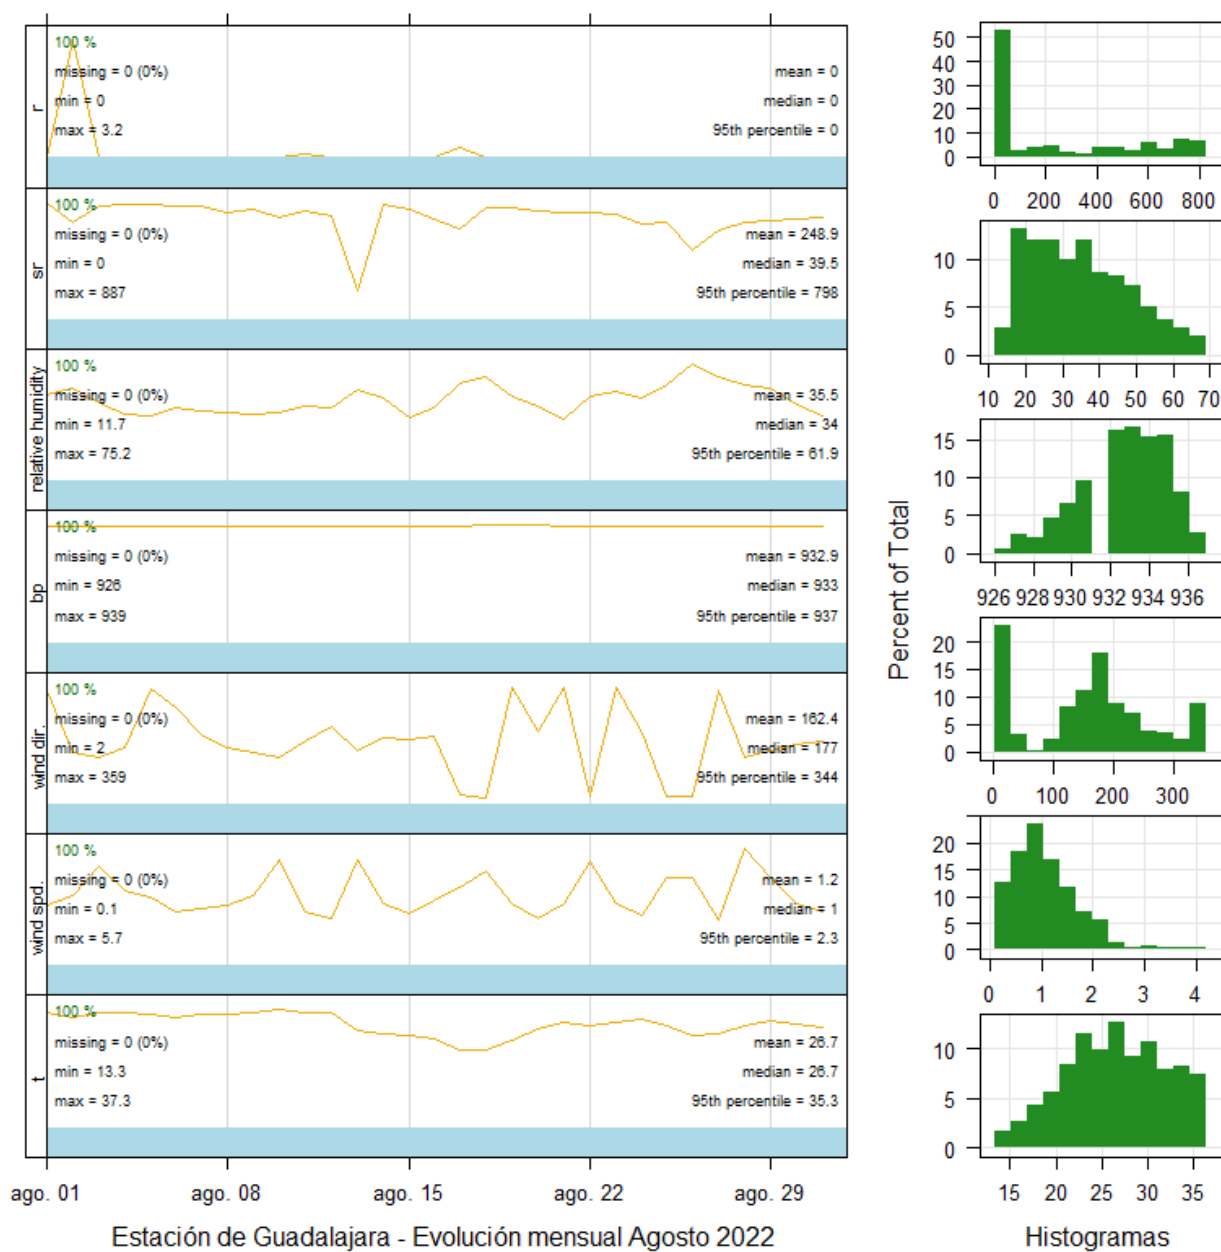 r
100 %
missing = 0 (0%)
min = 0
max = 3.2
mean = 0
median = 0
95th percentile = 0
sr
100 %
missing = 0 (0%)
min = 0
max = 887
mean = 248.9
median = 39.5
95th percentile = 798
relative humidity
100 %
missing = 0 (0%)
min = 11.7
max = 75.2
mean = 35.5
median = 34
95th percentile = 61.9
bp
100 %
missing = 0 (0%)
min = 926
max = 939
mean = 932.9
median = 933
95th percentile = 937
wind dir.
100 %
missing = 0 (0%)
min = 2
max = 359
mean = 162.4
median = 177
95th percentile = 344
wind spd.
100 %
missing = 0 (0%)
min = 0.1
max = 5.7
mean = 1.2
median = 1
95th percentile = 2.3
t
100 %
missing = 0 (0%)
min = 13.3
max = 37.3
mean = 26.7
median = 26.7
95th percentile = 35.3
ago. 01 ago. 08 ago. 15 ago. 22 ago. 29
Estación de Guadalajara - Evolución mensual Agosto 2022
Percent of Total
50
40
30
20
10
0
0 200 400 600 800
10
5
0
10 20 30 40 50 60 70
15
10
5
0
926 928 930 932 934 936
20
15
10
5
0
0 100 200 300
20
15
10
5
0
0 1 2 3 4
10
5
0
15 20 25 30 35
Histogramas